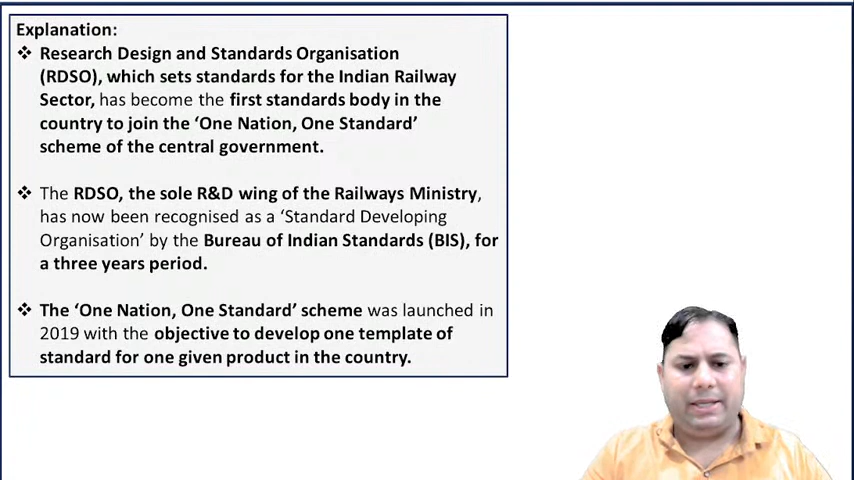 Explanation:
❖ Research Design and Standards Organisation
(RDSO), which sets standards for the Indian Railway
Sector, has become the first standards body in the
country to join the ‘One Nation, One Standard’
scheme of the central government.
❖ The RDSO, the sole R&D wing of the Railways Ministry,
has now been recognised as a ‘Standard Developing
Organisation’ by the Bureau of Indian Standards (BIS), for
a three years period.
❖ The ‘One Nation, One Standard’ scheme was launched in
2019 with the objective to develop one template of
standard for one given product in the country.